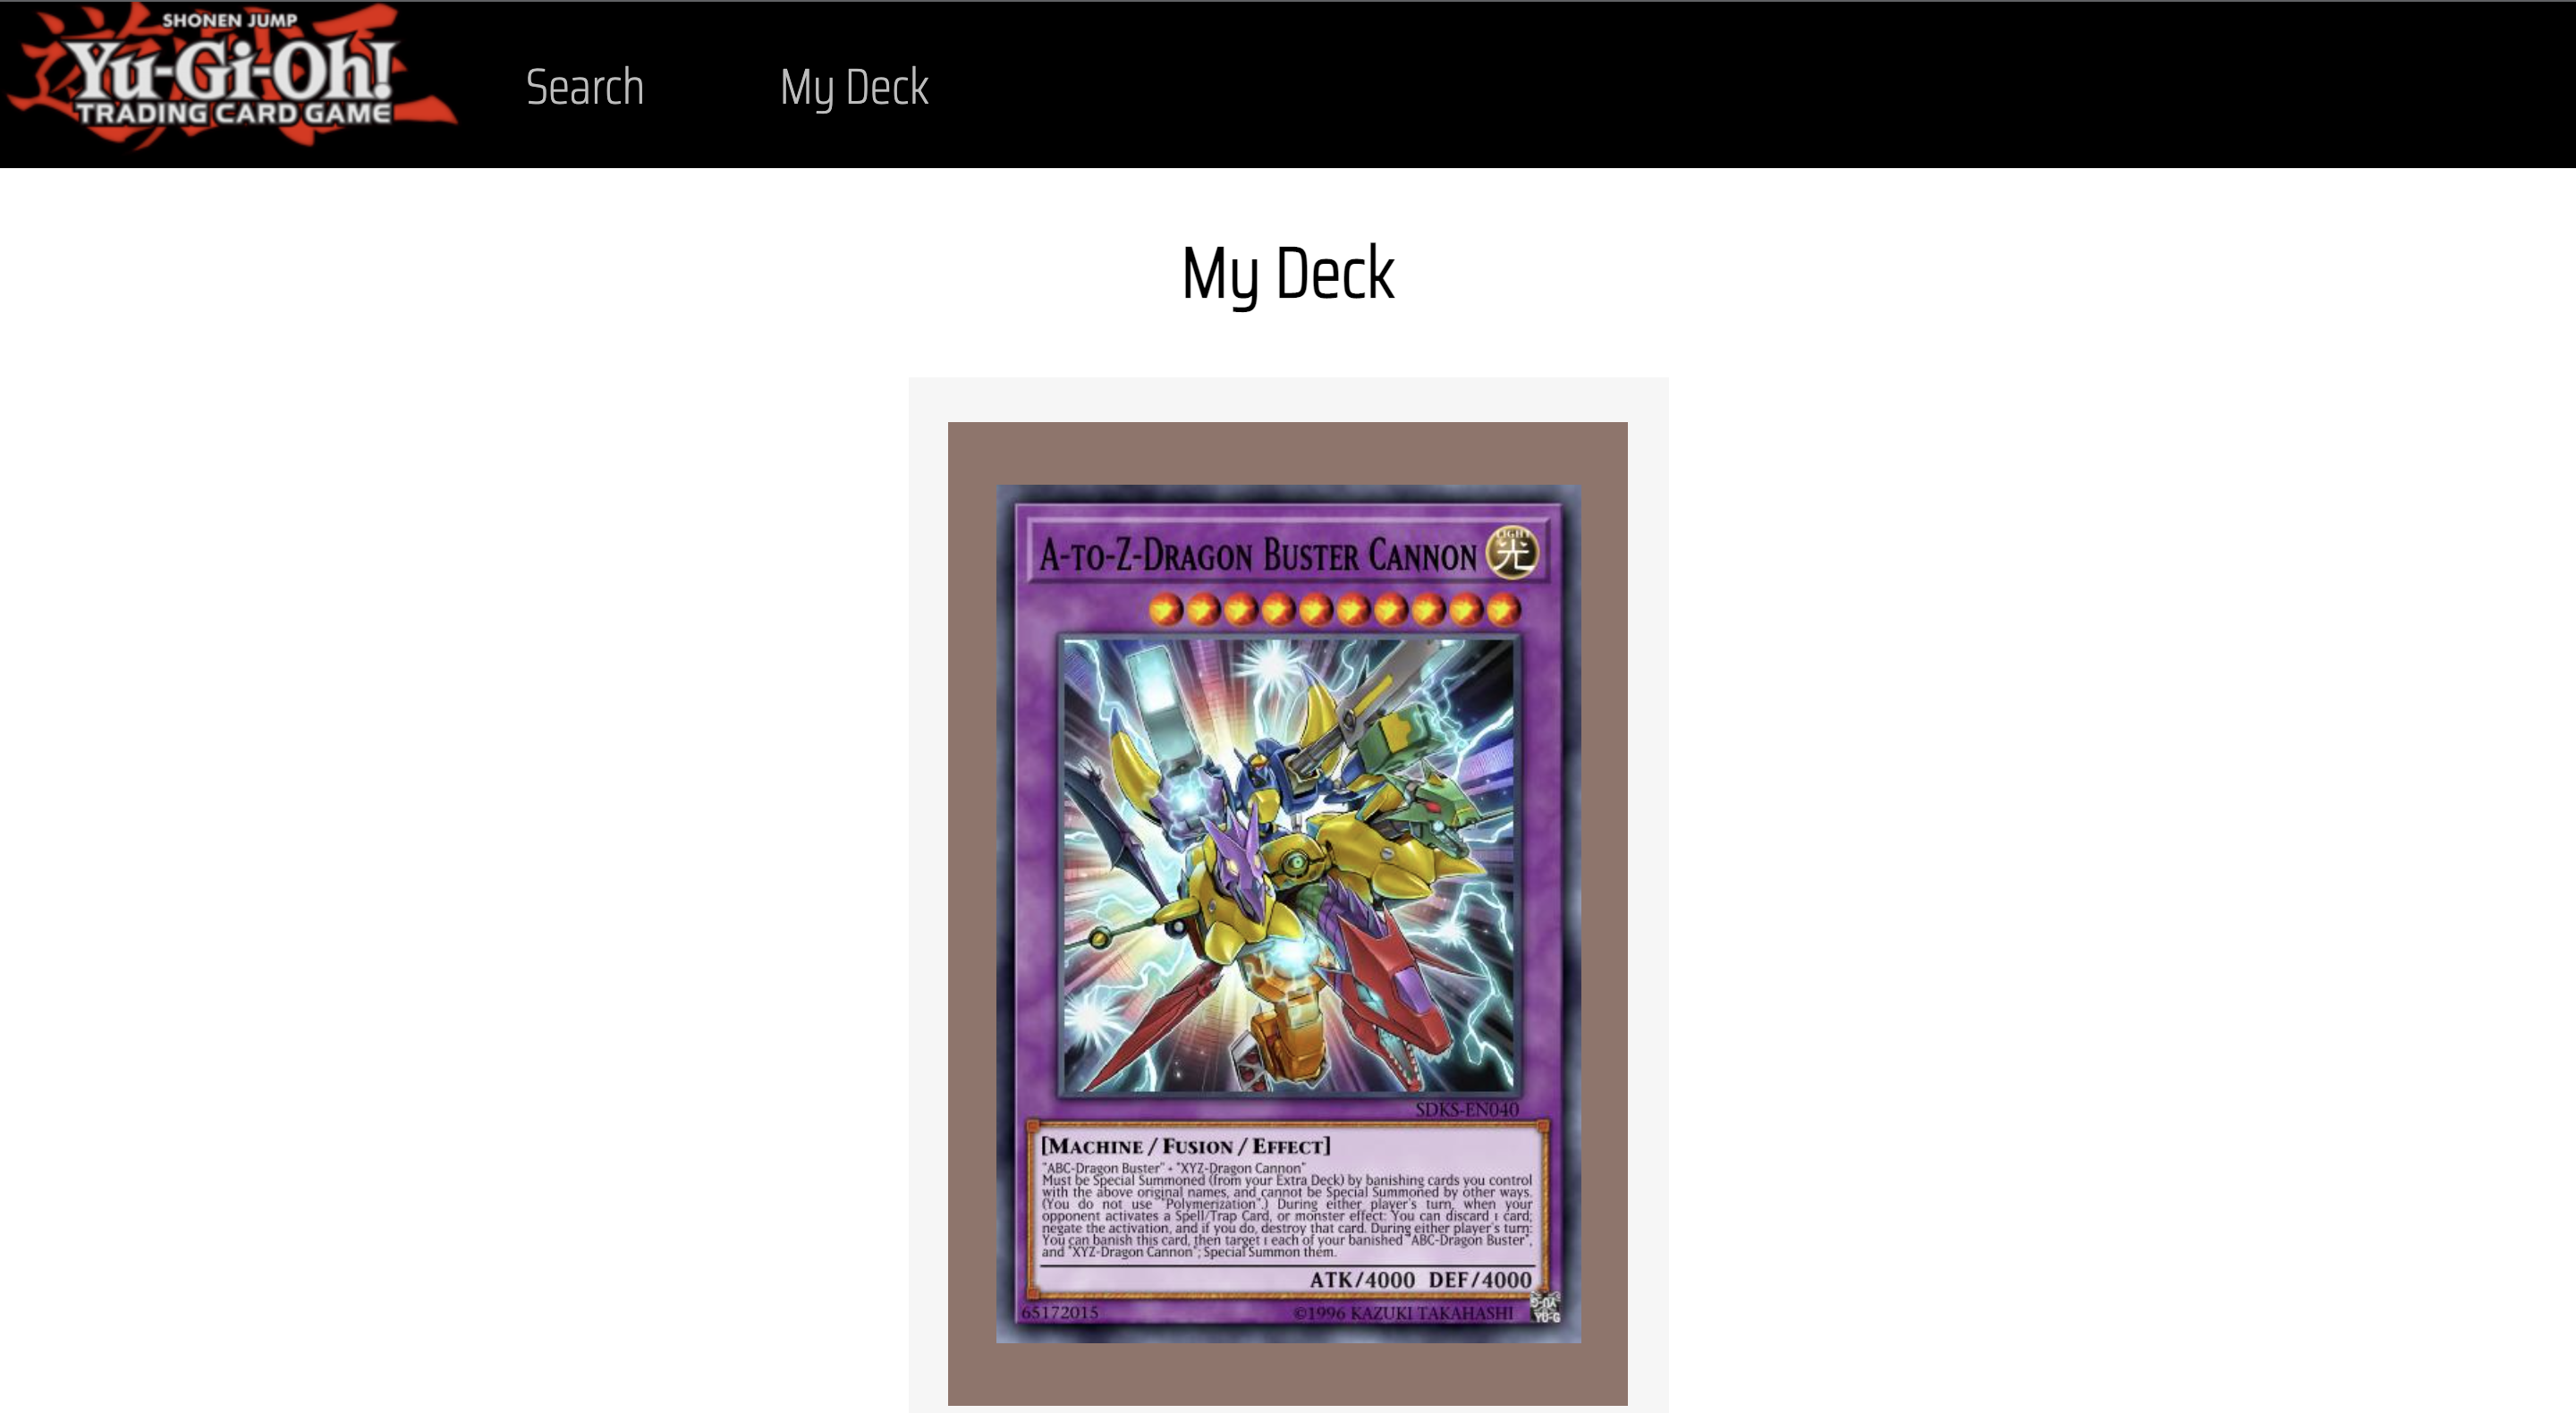 SHONEN JUMP
Yu-Gi-Oh!
TRADING CARD GAME
Search
My Deck
My Deck
A-to-Z-Dragon Buster Cannon
LIGHT
光
SDKS-EN040
[Machine / Fusion / Effect]
"ABC-Dragon Buster" + "XYZ-Dragon Cannon"
Must be Special Summoned (from your Extra Deck) by banishing cards you control
with the above original names, and cannot be Special Summoned by other ways.
(You do not use "Polymerization".) During either player's turn, when your
opponent activates a Spell/Trap Card, or monster effect: You can discard 1 card;
negate the activation, and if you do, destroy that card. During either player's turn:
You can banish this card, then target 1 each of your banished "ABC-Dragon Buster",
and "XYZ-Dragon Cannon"; Special Summon them.
ATK/4000 DEF/4000
65172015
©1996 KAZUKI TAKAHASHI